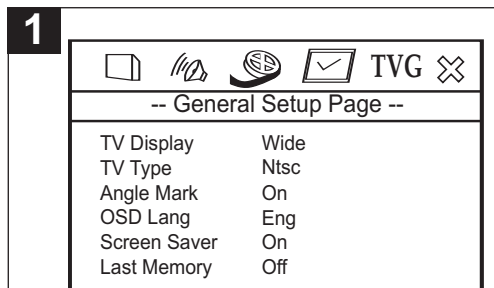 1
TVG
-- General Setup Page --
TV Display Wide
TV Type Ntsc
Angle Mark On
OSD Lang Eng
Screen Saver On
Last Memory Off